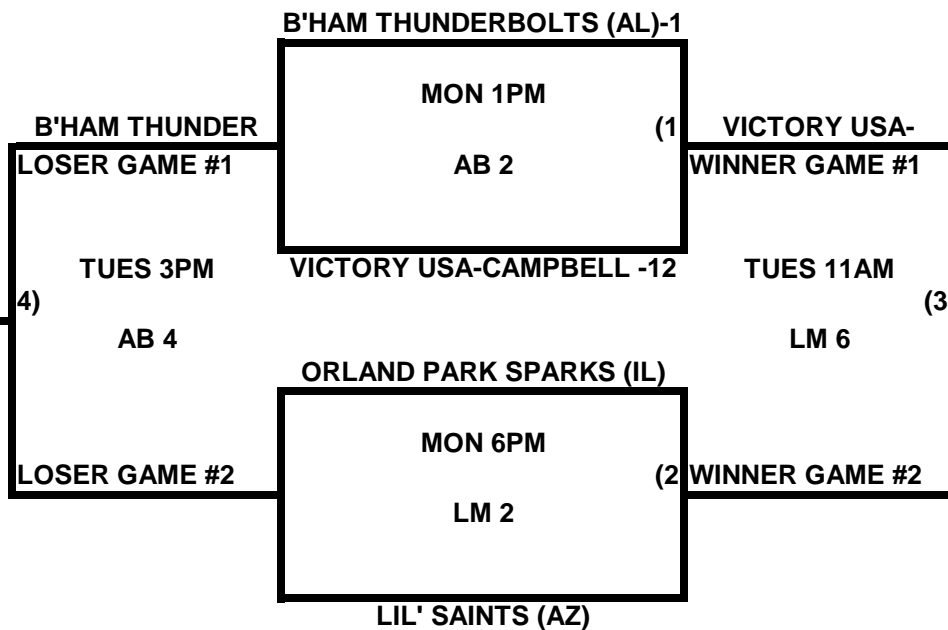 B'HAM THUNDERBOLTS (AL)-1
MON 1PM
B'HAM THUNDER
(1
VICTORY USA-
LOSER GAME #1
AB 2
WINNER GAME #1
TUES 3PM
VICTORY USA-CAMPBELL -12
TUES 11AM
4)
(3
AB 4
LM 6
ORLAND PARK SPARKS (IL)
MON 6PM
LOSER GAME #2
(2
WINNER GAME #2
LM 2
LIL' SAINTS (AZ)